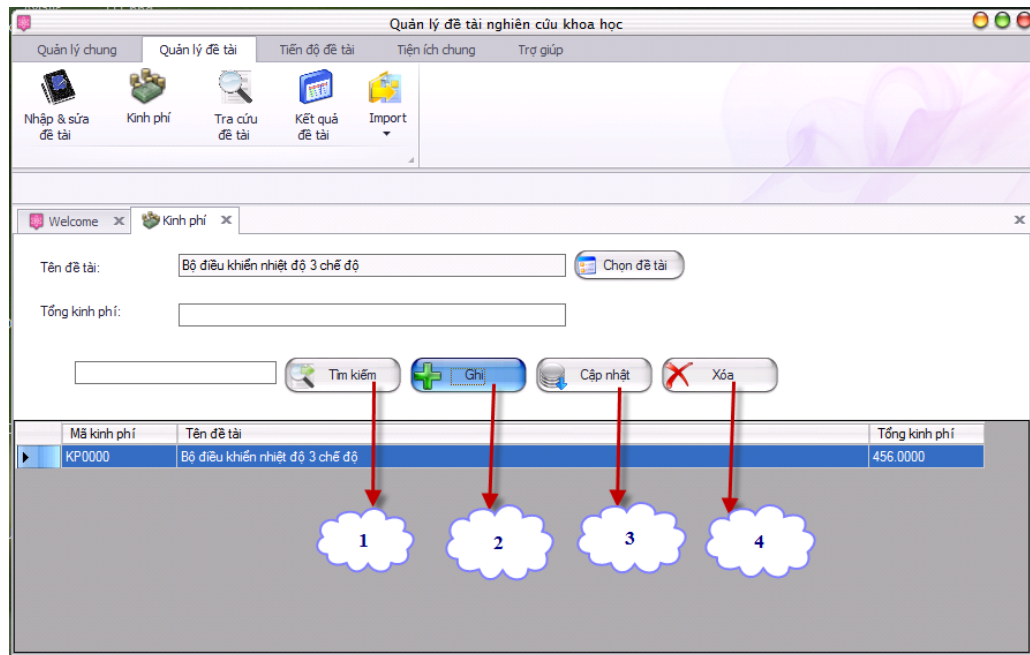 Quản lý đề tài nghiên cứu khoa học
Quản lý chung Quản lý đề tài Tiến độ đề tài Tiện ích chung Trợ giúp
Nhập & sửa đề tài
Kinh phí
Tra cứu đề tài
Kết quả đề tài
Import
Welcome Kinh phí
Tên đề tài: Bộ điều khiển nhiệt độ 3 chế độ Chọn đề tài
Tổng kinh phí:
Tìm kiếm Ghi Cập nhật Xóa
Mã kinh phí Tên đề tài Tổng kinh phí
KP0000 Bộ điều khiển nhiệt độ 3 chế độ 456.0000
1 2 3 4